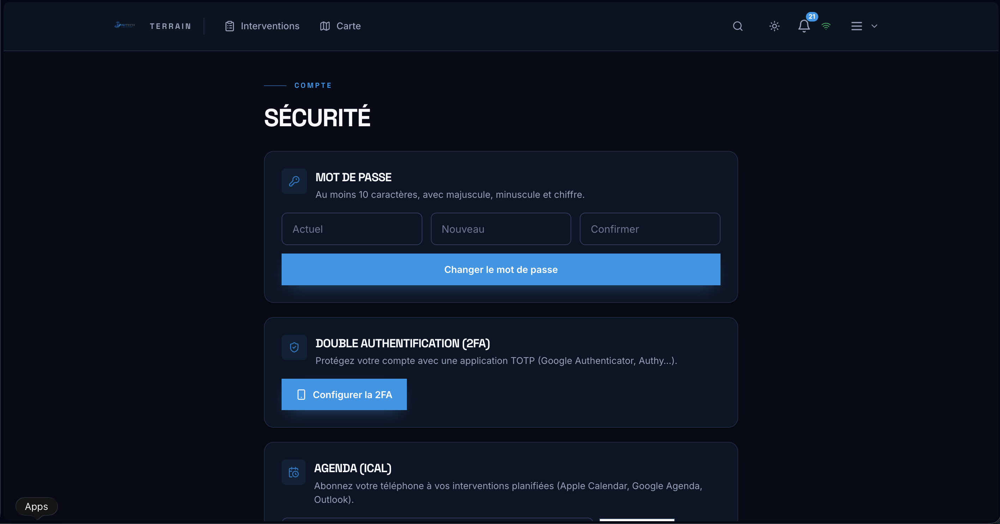 NITECH
TERRAIN
Interventions
Carte
21
COMPTE
SÉCURITÉ
MOT DE PASSE
Au moins 10 caractères, avec majuscule, minuscule et chiffre.
Actuel
Nouveau
Confirmer
Changer le mot de passe
DOUBLE AUTHENTIFICATION (2FA)
Protégez votre compte avec une application TOTP (Google Authenticator, Authy...).
Configurer la 2FA
AGENDA (ICAL)
Abonnez votre téléphone à vos interventions planifiées (Apple Calendar, Google Agenda,
Outlook).
Apps